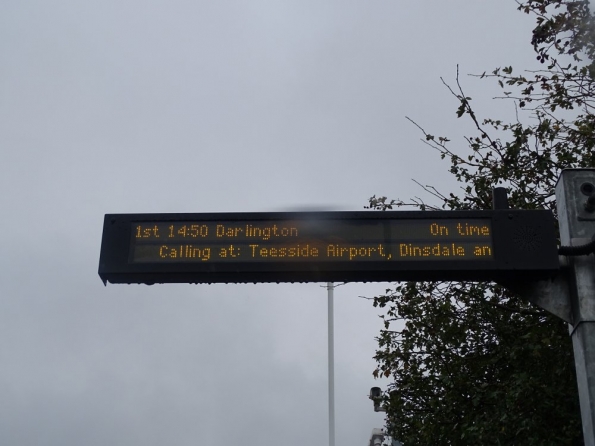 1st 14:50 Darlington On time
Calling at: Teesside Airport, Dinsdale an